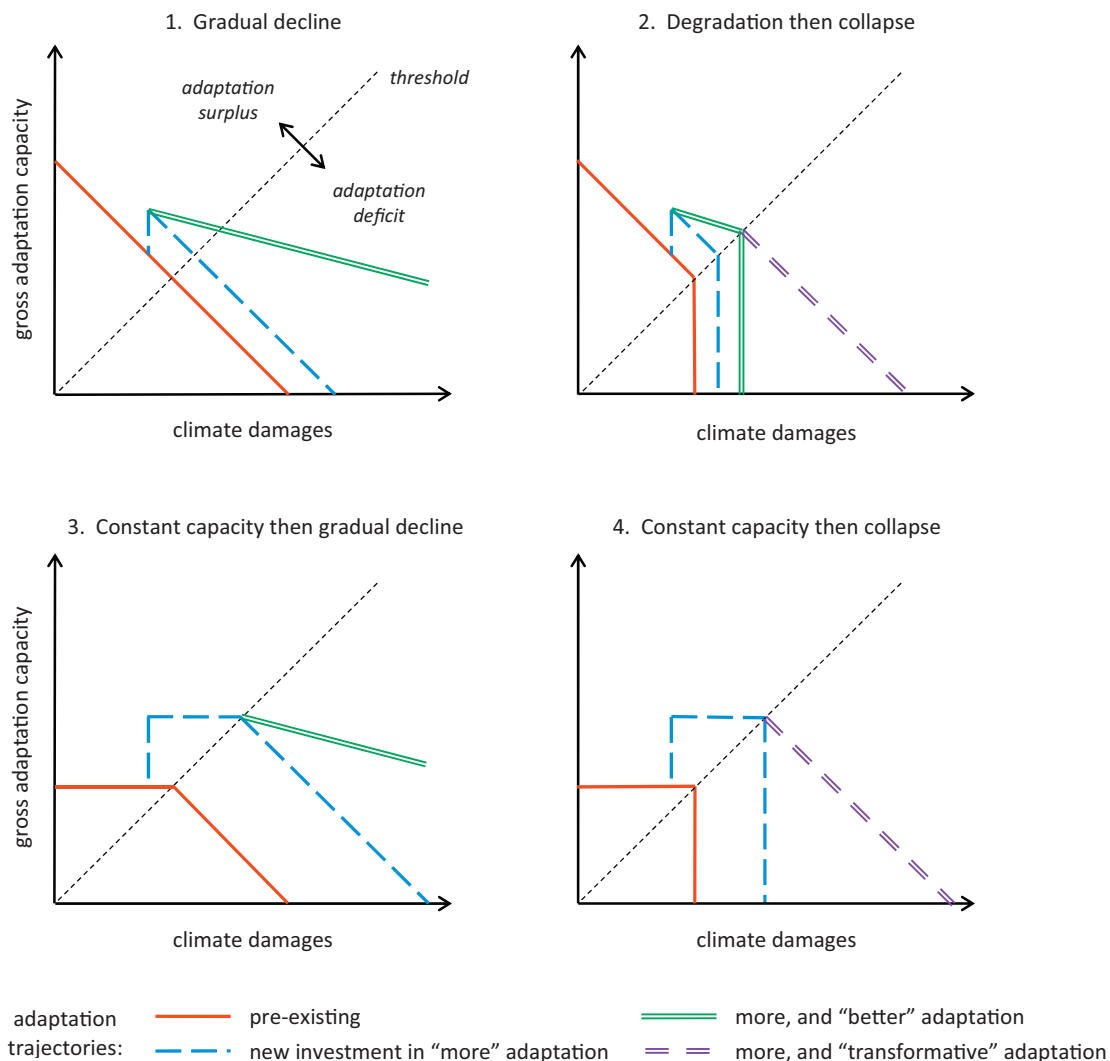 1. Gradual decline
2. Degradation then collapse
gross adaptation capacity
adaptation
surplus
threshold
adaptation
deficit
climate damages
climate damages
3. Constant capacity then gradual decline
4. Constant capacity then collapse
gross adaptation capacity
climate damages
climate damages
adaptation
trajectories:
pre-existing
more, and “better” adaptation
new investment in “more” adaptation
more, and “transformative” adaptation